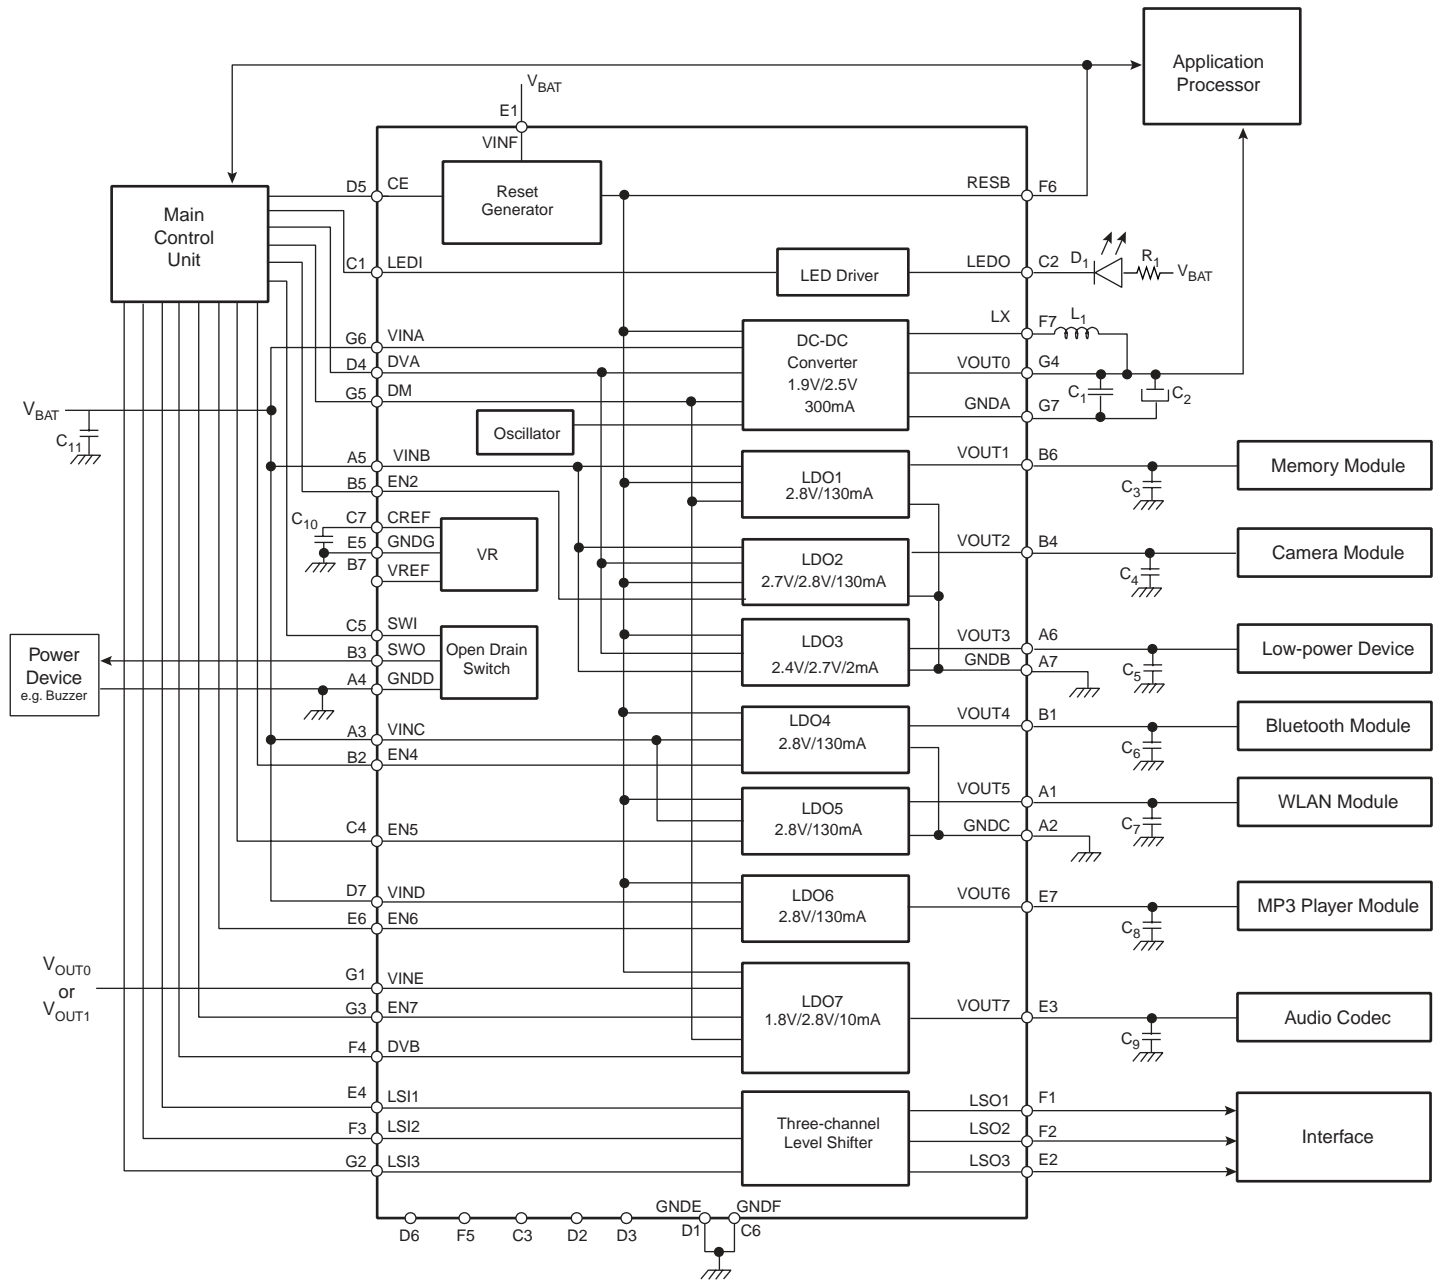 Application
Processor
VBAT
E1
VINF
D5
CE
Reset
Generator
RESB
F6
Main
Control
Unit
C1
LEDI
LED Driver
LEDO
C2
D1
R1
VBAT
G6
VINA
D4
DVA
G5
DM
DC-DC
Converter
1.9V/2.5V
300mA
LX
F7
L1
VOUT0
G4
C1
C2
GNDA
G7
VBAT
C11
Oscillator
A5
VINB
B5
EN2
LDO1
2.8V/130mA
VOUT1
B6
C3
Memory Module
C10
C7
CREF
E5
GNDG
B7
VREF
VR
LDO2
2.7V/2.8V/130mA
VOUT2
B4
C4
Camera Module
C5
SWI
B3
SWO
A4
GNDD
Open Drain
Switch
Power
Device
e.g. Buzzer
LDO3
2.4V/2.7V/2mA
VOUT3
A6
GNDB
A7
C5
Low-power Device
A3
VINC
B2
EN4
LDO4
2.8V/130mA
VOUT4
B1
C6
Bluetooth Module
C4
EN5
LDO5
2.8V/130mA
VOUT5
A1
GNDC
A2
C7
WLAN Module
D7
VIND
E6
EN6
LDO6
2.8V/130mA
VOUT6
E7
C8
MP3 Player Module
VOUT0
or
VOUT1
G1
VINE
G3
EN7
F4
DVB
LDO7
1.8V/2.8V/10mA
VOUT7
E3
C9
Audio Codec
E4
LSI1
F3
LSI2
G2
LSI3
Three-channel
Level Shifter
LSO1
F1
LSO2
F2
LSO3
E2
Interface
GNDE
GNDF
D6
F5
C3
D2
D3
D1
C6